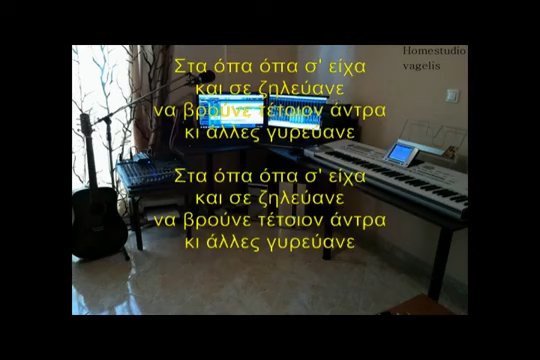 Homestudio
vagelis
Στα όπα όπα σ' είχα
και σε ζηλεύανε
να βρούνε τέτοιον άντρα
κι άλλες γυρεύανε
Στα όπα όπα σ' είχα
και σε ζηλεύανε
να βρούνε τέτοιον άντρα
κι άλλες γυρεύανε